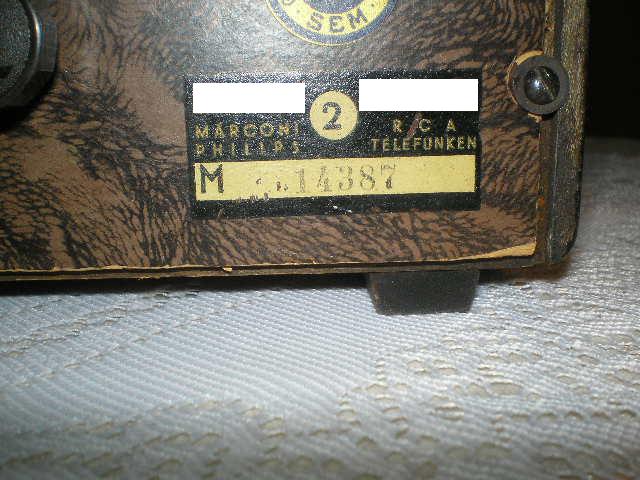 . SEM.
2
MARCONI R/C A
PHILIPS TELEFUNKEN
M 14387